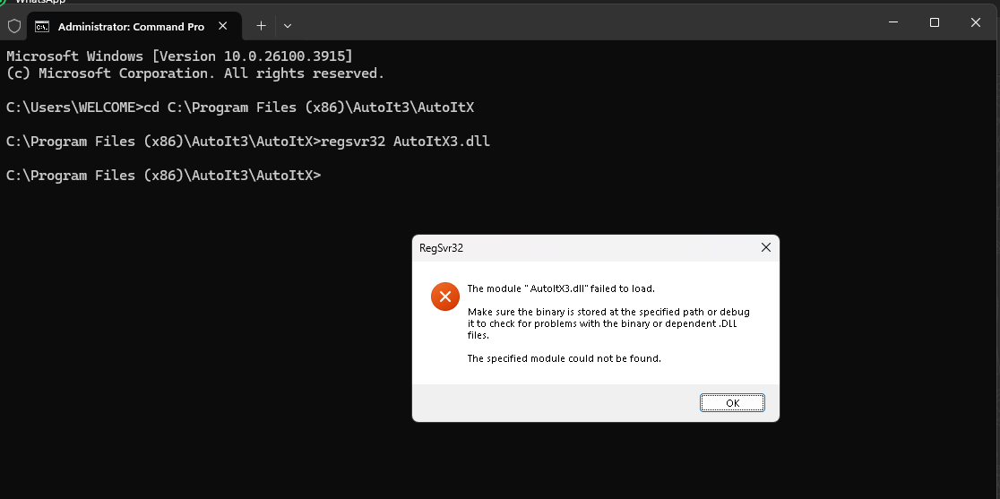 WhatsApp
Administrator: Command Pro
Microsoft Windows [Version 10.0.26100.3915]
(c) Microsoft Corporation. All rights reserved.
C:\Users\WELCOME>cd C:\Program Files (x86)\AutoIt3\AutoItX
C:\Program Files (x86)\AutoIt3\AutoItX>regsvr32 AutoItX3.dll
C:\Program Files (x86)\AutoIt3\AutoItX>
RegSvr32
The module " AutoItX3.dll" failed to load.
Make sure the binary is stored at the specified path or debug
it to check for problems with the binary or dependent .DLL
files.
The specified module could not be found.
OK